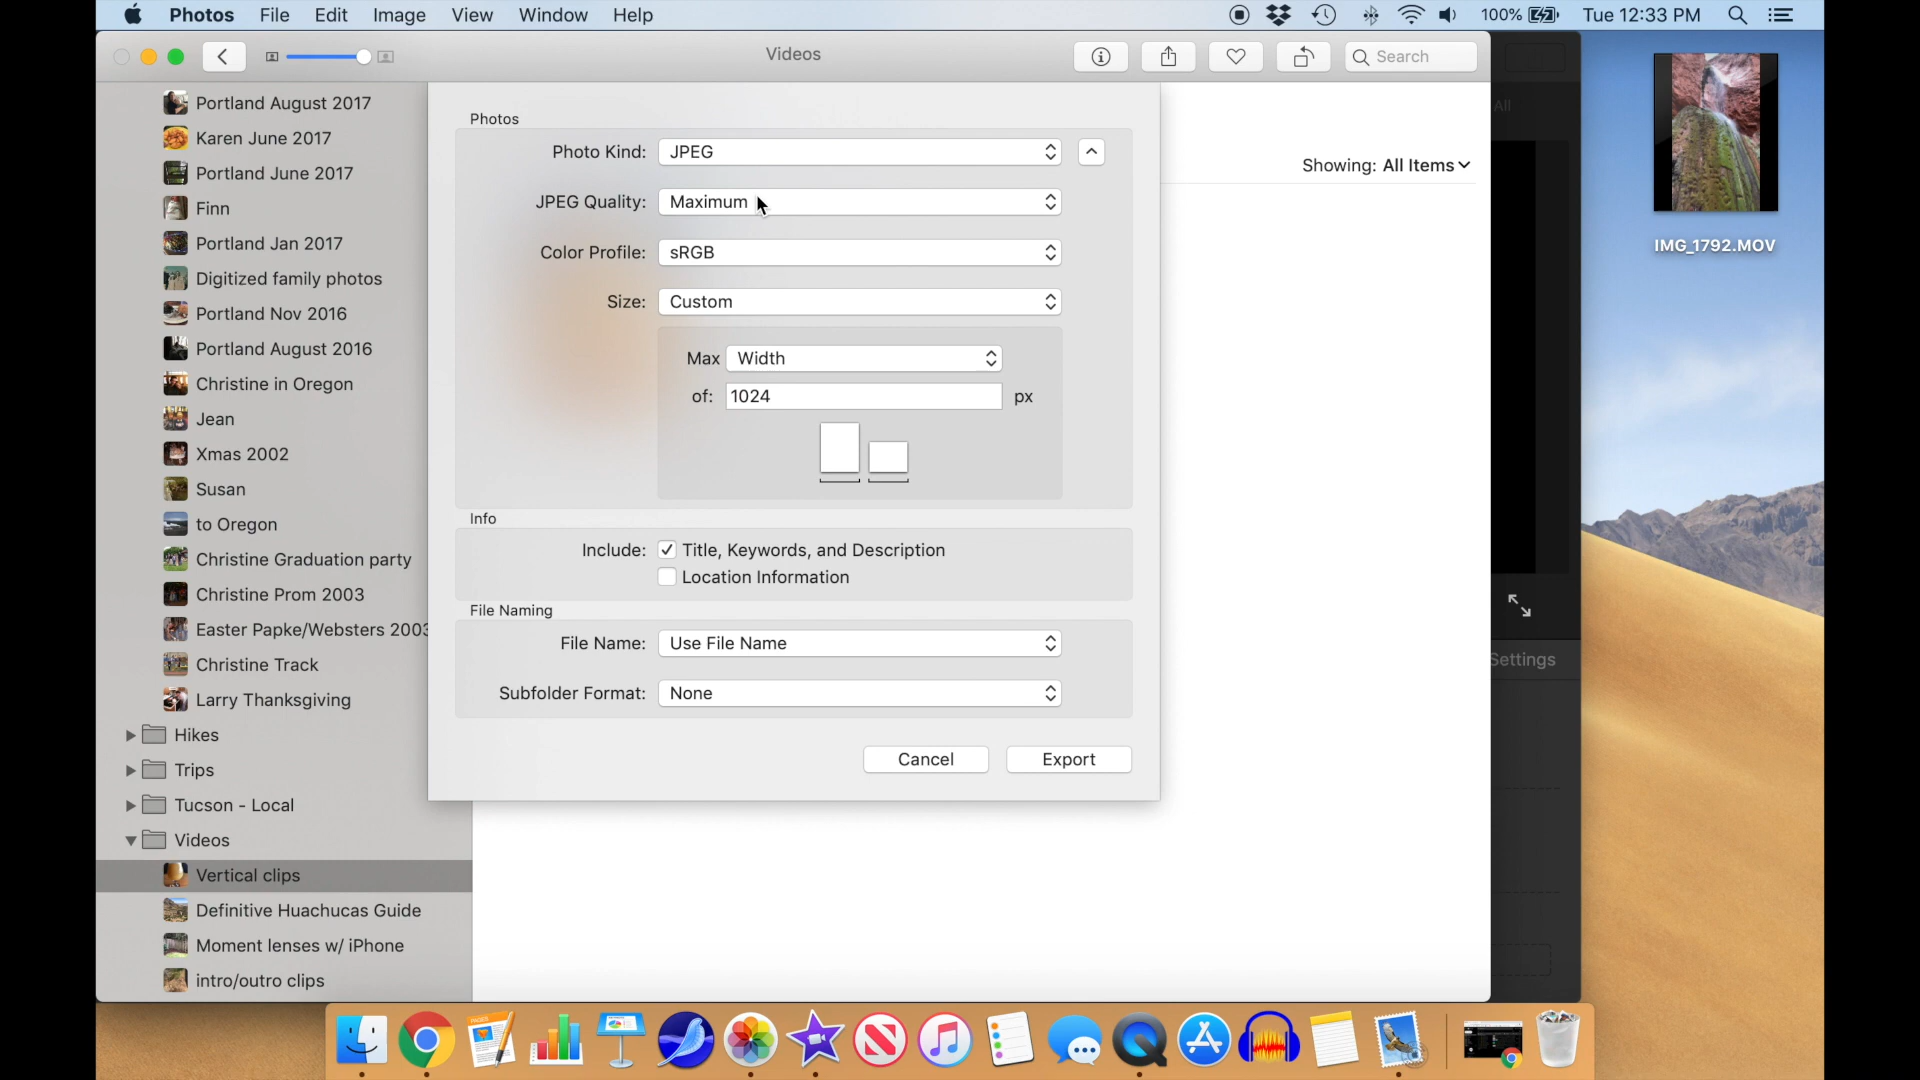 Photos File Edit Image View Window Help 100% Tue 12:33 PM
Videos
Search
Portland August 2017
Karen June 2017
Portland June 2017
Finn
Portland Jan 2017
Digitized family photos
Portland Nov 2016
Portland August 2016
Christine in Oregon
Jean
Xmas 2002
Susan
to Oregon
Christine Graduation party
Christine Prom 2003
Easter Papke/Websters 2003
Christine Track
Larry Thanksgiving
Hikes
Trips
Tucson - Local
Videos
Vertical clips
Definitive Huachucas Guide
Moment lenses w/ iPhone
intro/outro clips
Photos
Photo Kind: JPEG
JPEG Quality: Maximum
Color Profile: sRGB
Size: Custom
Max Width
of: 1024 px
Info
Include: Title, Keywords, and Description
Location Information
File Naming
File Name: Use File Name
Subfolder Format: None
Cancel Export
Showing: All Items
All
Settings
IMG_1792.MOV
PAGES